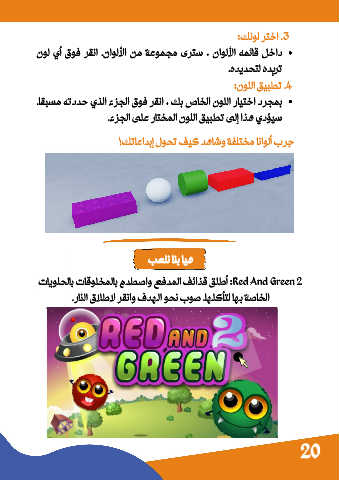 3. اختر لونك:
• داخل قائمه الألوان ، سترى مجموعة من الألوان. انقر فوق أي لون
تريده لتحديده.
4. تطبيق اللون:
• بمجرد اختيار اللون الخاص بك ، انقر فوق الجزء الذي حددته مسبقا.
سيؤدي هذا إلى تطبيق اللون المختار على الجزء.
جرب ألوانا مختلفة وشاهد كيف تحول إبداعاتك!
هيا بنا نلعب
Red And Green 2: أطلق قذائف المدفع واصطدم بالمخلوقات بالحلويات
الخاصة بها لتأكلها. صوب نحو الهدف وانقر لإطلاق النار.
RED AND 2
GREEN
20